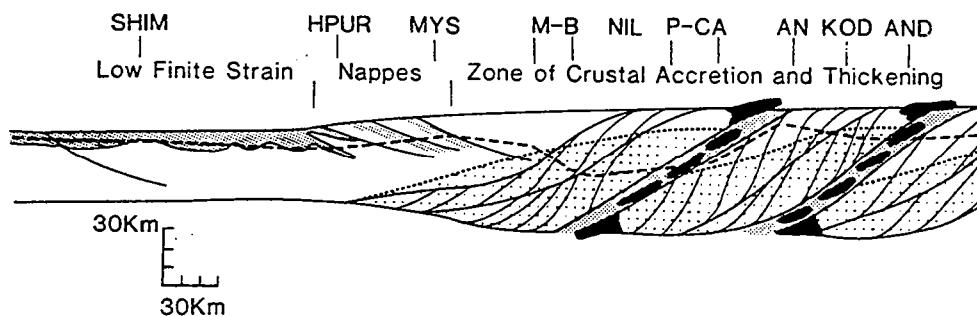 SHIM HPUR MYS M-B NIL P-CA AN KOD AND
Low Finite Strain Nappes Zone of Crustal Accretion and Thickening
30Km
30Km